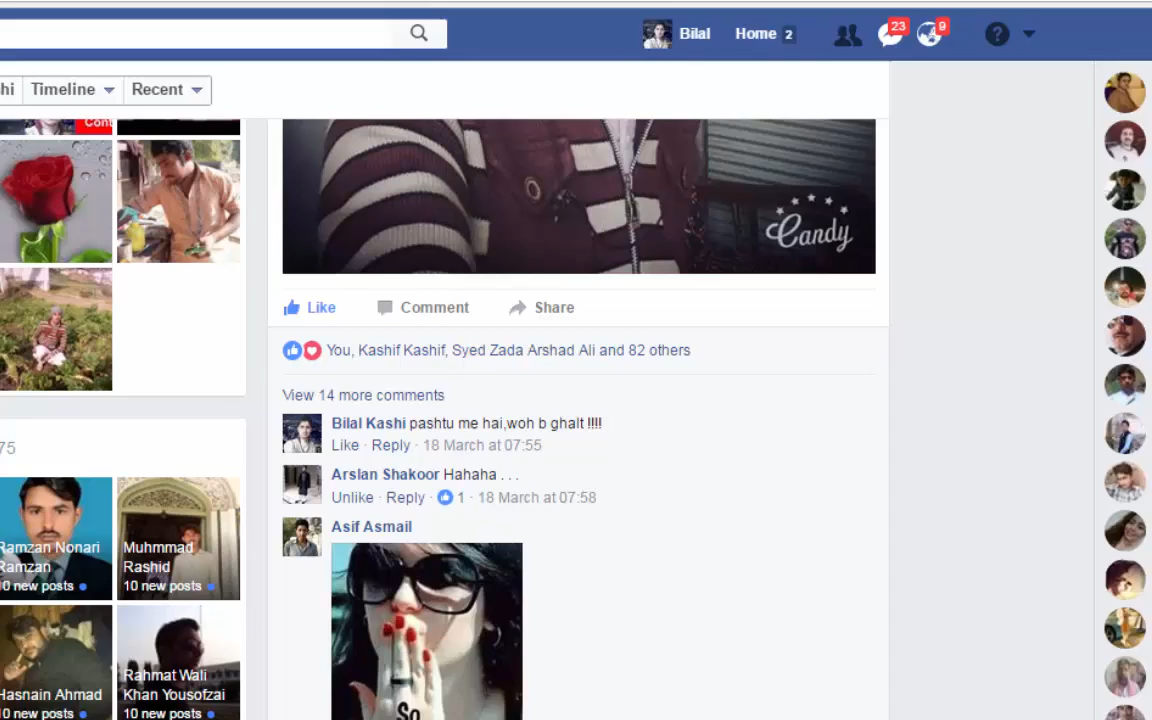 Bilal Home 2 23 9 ?
hi Timeline Recent
Cont
Candy
Like Comment Share
You, Kashif Kashif, Syed Zada Arshad Ali and 82 others
View 14 more comments
Bilal Kashi pashtu me hai,woh b ghalt !!!!
Like · Reply · 18 March at 07:55
Arslan Shakoor Hahaha . . .
Unlike · Reply · 1 · 18 March at 07:58
Asif Asmail
So
75
Ramzan Nonari
Ramzan
10 new posts
Muhmmad
Rashid
10 new posts
Hasnain Ahmad
10 new posts
Rahmat Wali
Khan Yousofzai
10 new posts